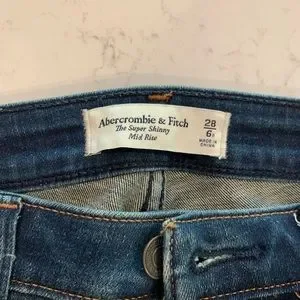 Abercrombie & Fitch
The Super Skinny
Mid Rise
28
6S
MADE IN
CHINA